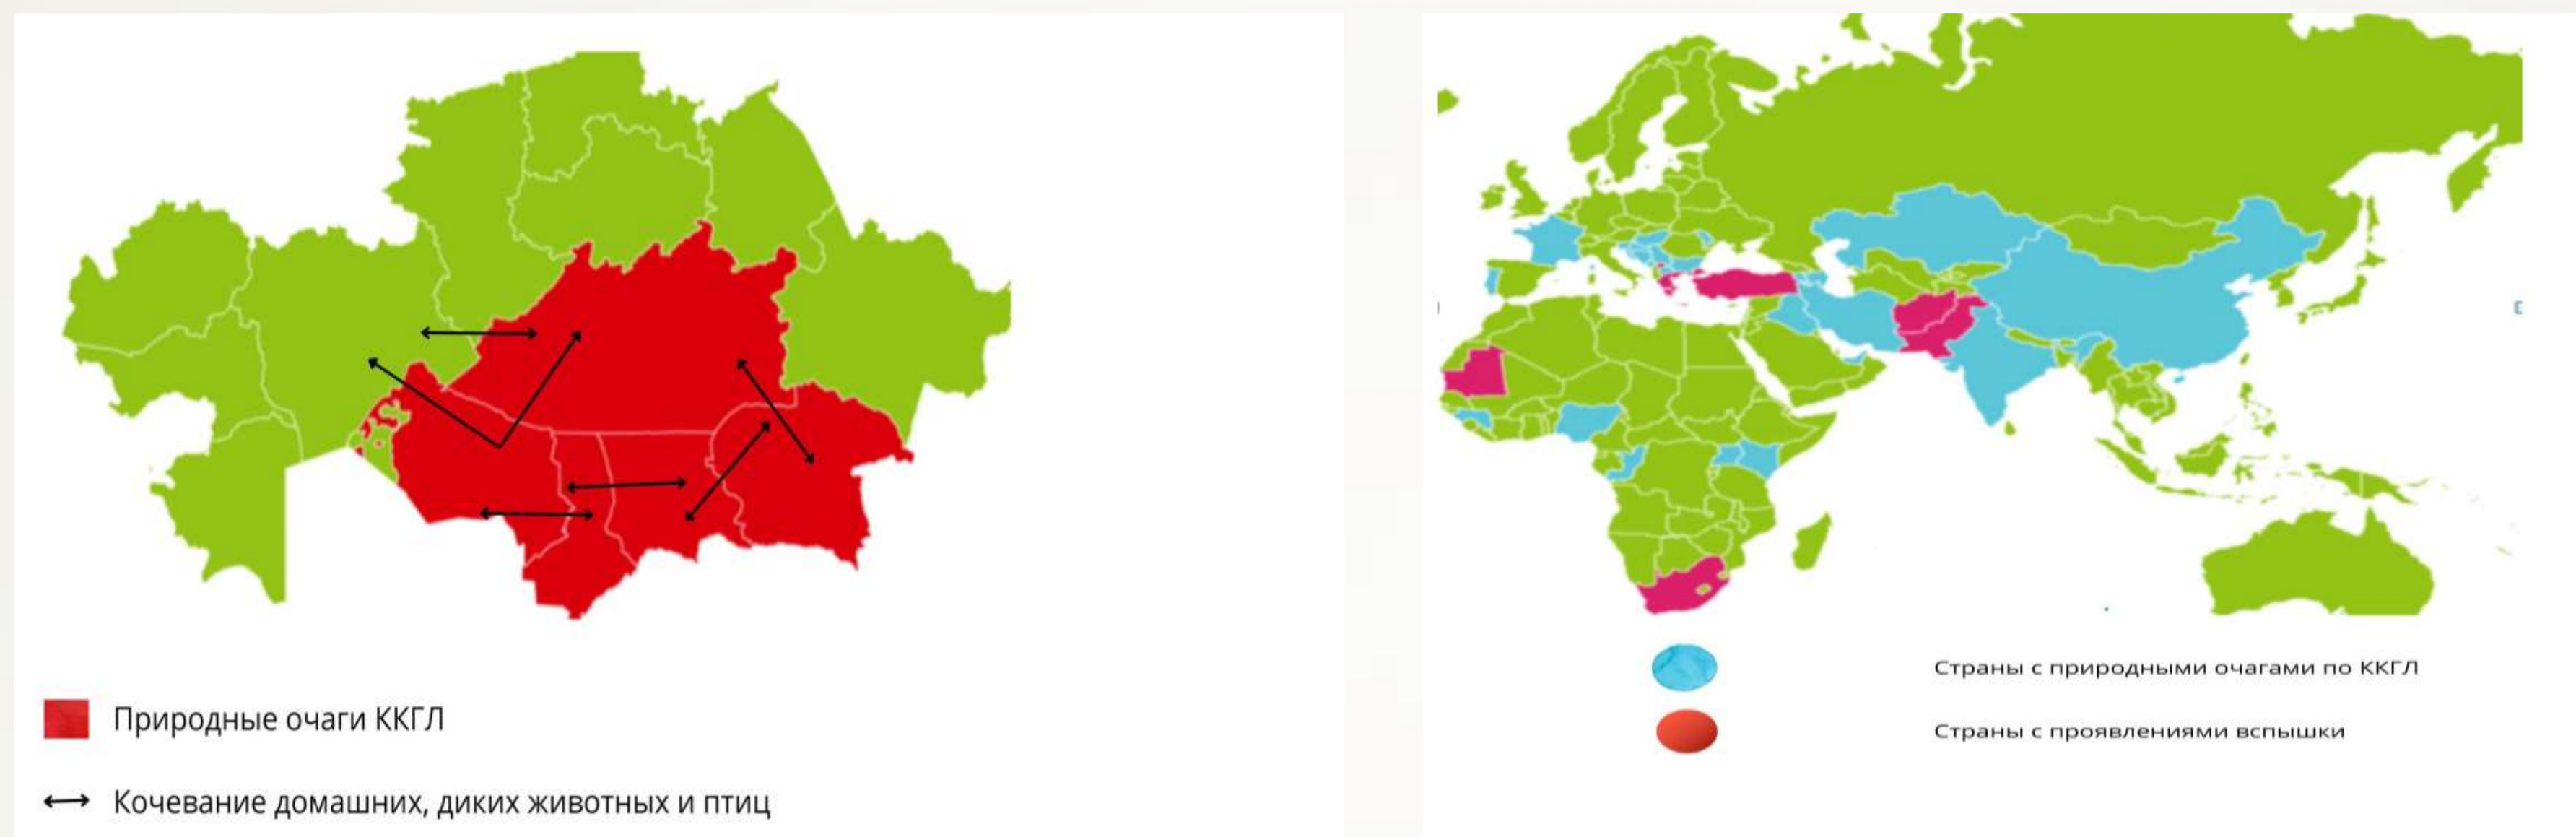 Природные очаги ККГЛ
Кочевание домашних, диких животных и птиц
Страны с природными очагами по ККГЛ
Страны с проявлениями вспышки